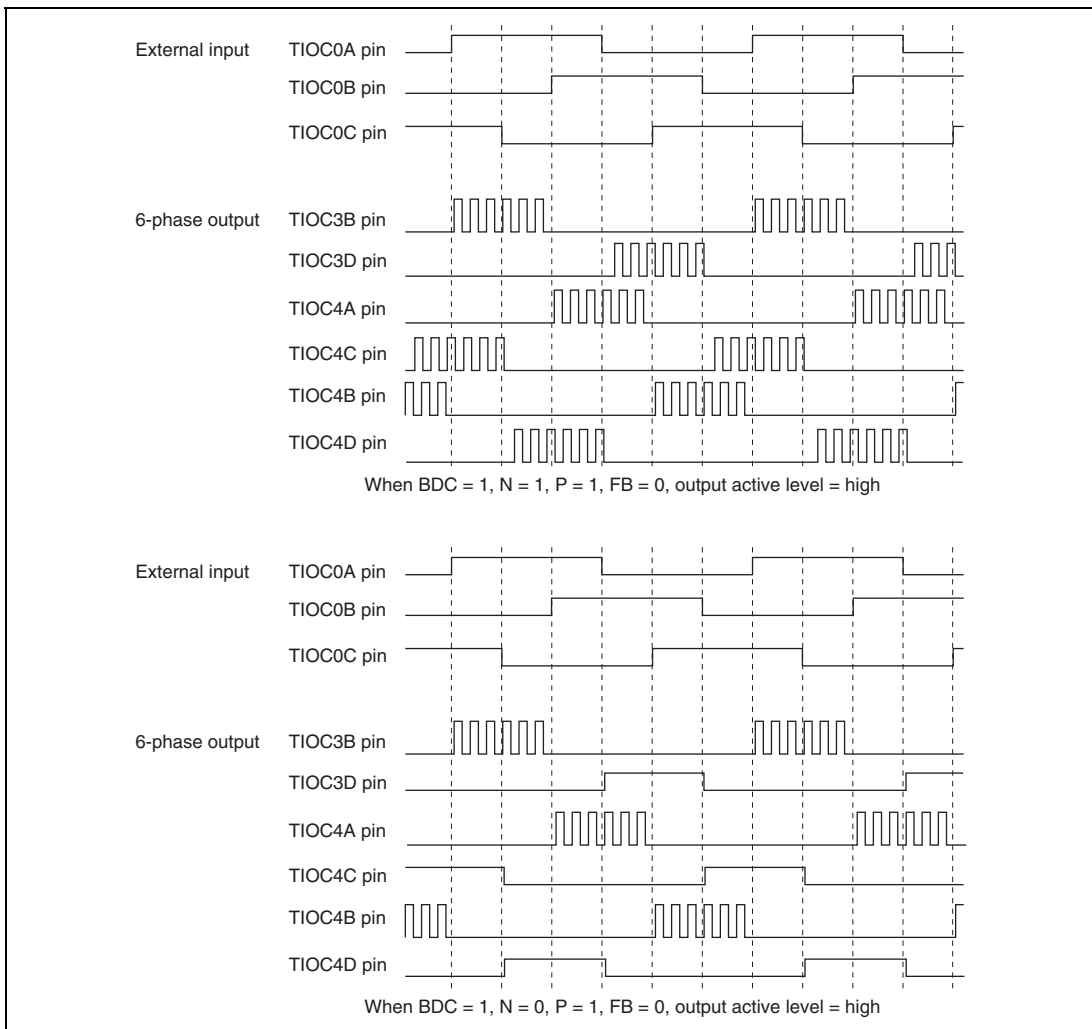 External input TIOC0A pin
TIOC0B pin
TIOC0C pin
6-phase output TIOC3B pin
TIOC3D pin
TIOC4A pin
TIOC4C pin
TIOC4B pin
TIOC4D pin
When BDC = 1, N = 1, P = 1, FB = 0, output active level = high
External input TIOC0A pin
TIOC0B pin
TIOC0C pin
6-phase output TIOC3B pin
TIOC3D pin
TIOC4A pin
TIOC4C pin
TIOC4B pin
TIOC4D pin
When BDC = 1, N = 0, P = 1, FB = 0, output active level = high